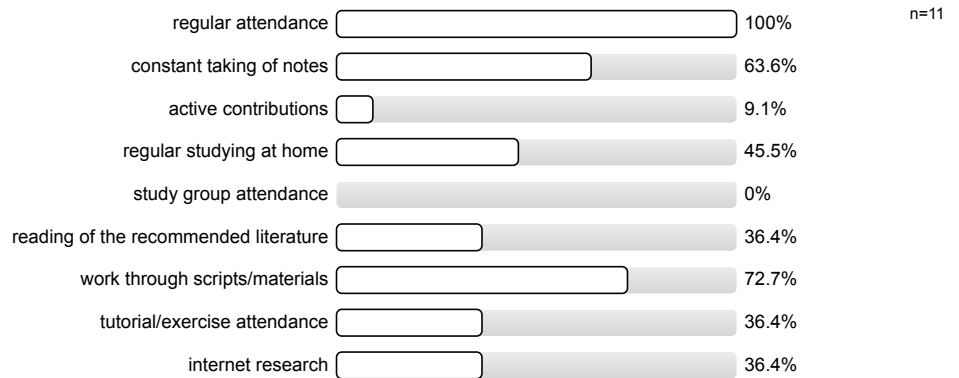 n=11
regular attendance 100%
constant taking of notes 63.6%
active contributions 9.1%
regular studying at home 45.5%
study group attendance 0%
reading of the recommended literature 36.4%
work through scripts/materials 72.7%
tutorial/exercise attendance 36.4%
internet research 36.4%